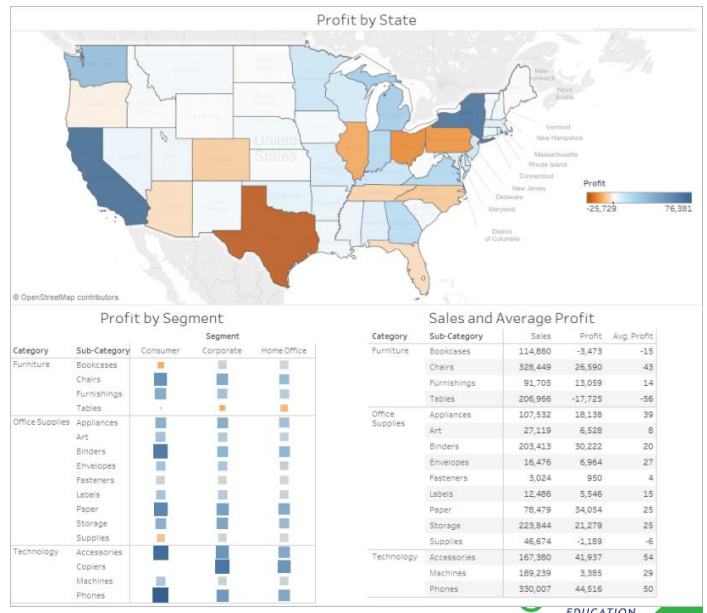 Profit by State
New Brunswick
Nova Scotia
United States
Vermont
New Hampshire
Massachusetts
Rhode Island
Connecticut
New Jersey
Delaware
Maryland
District of Columbia
Profit
-25,729 76,381
© OpenStreetMap contributors
Profit by Segment
Segment
Category Sub-Category Consumer Corporate Home Office
Furniture Bookcases
Chairs
Furnishings
Tables
Office Supplies Appliances
Art
Binders
Envelopes
Fasteners
Labels
Paper
Storage
Supplies
Technology Accessories
Copiers
Machines
Phones
Sales and Average Profit
Category Sub-Category Sales Profit Avg. Profit
Furniture Bookcases 114,880 -3,473 -15
Chairs 328,449 26,590 43
Furnishings 91,705 13,059 14
Tables 206,966 -17,725 -56
Office Supplies Appliances 107,532 18,138 39
Art 27,119 6,528 8
Binders 203,413 30,222 20
Envelopes 16,476 6,964 27
Fasteners 3,024 950 4
Labels 12,486 5,546 15
Paper 78,479 34,054 25
Storage 223,844 21,279 25
Supplies 46,674 -1,189 -6
Technology Accessories 167,380 41,937 54
Machines 189,239 3,385 29
Phones 330,007 44,516 50
EDUCATION